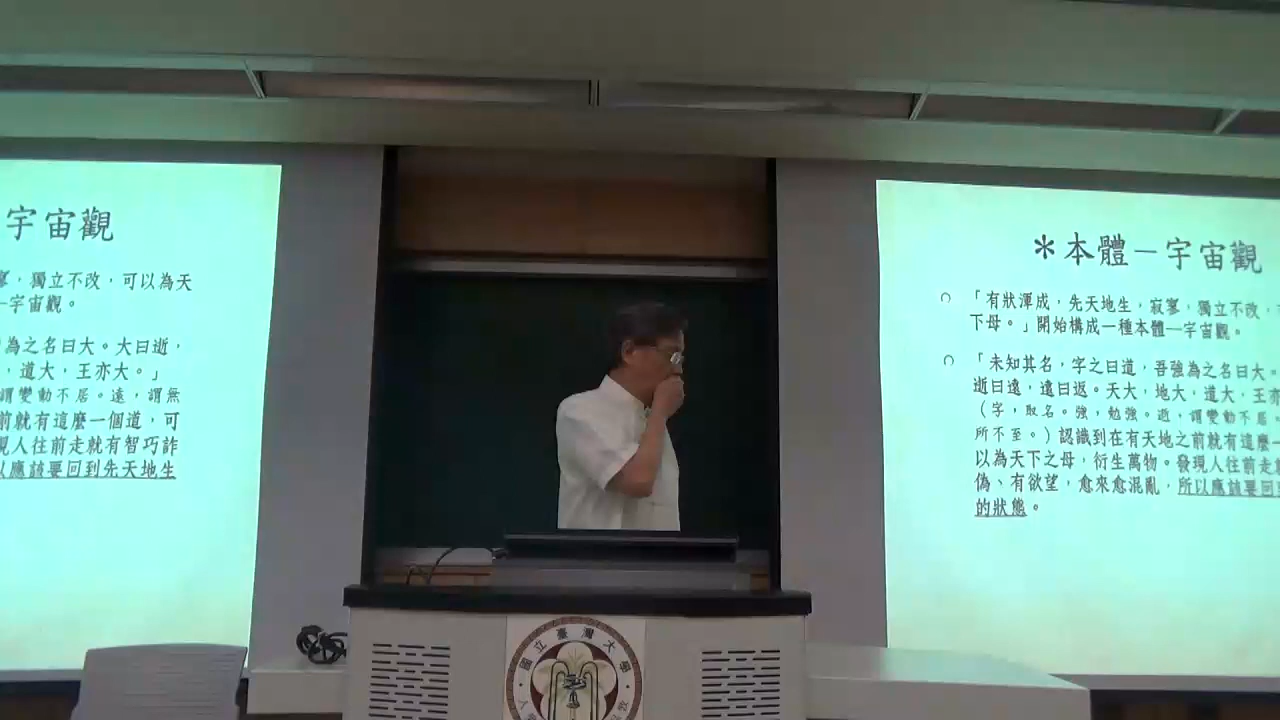 宇宙觀
寥，獨立不改，可以為天
一宇宙觀。
為之名曰大。大曰逝，
，道大，王亦大。」
謂變動不居。遠，謂無
前就有這麼一個道，可
現人往前走就有智巧詐
以應該要回到先天地生
＊本體－宇宙觀
「有狀渾成，先天地生，寂寥，獨立不改，
下母。」開始構成一種本體一宇宙觀。
「未知其名，字之曰道，吾強為之名曰大。
逝曰遠，遠曰返。天大，地大，道大，王亦
（字，取名。強，勉強。逝，謂變動不居
所不至。）認識到在有天地之前就有這麼一
以為天下之母，衍生萬物。發現人往前走就
偽、有欲望，愈來愈混亂，所以應該要回到
的狀態。
國立臺灣大學